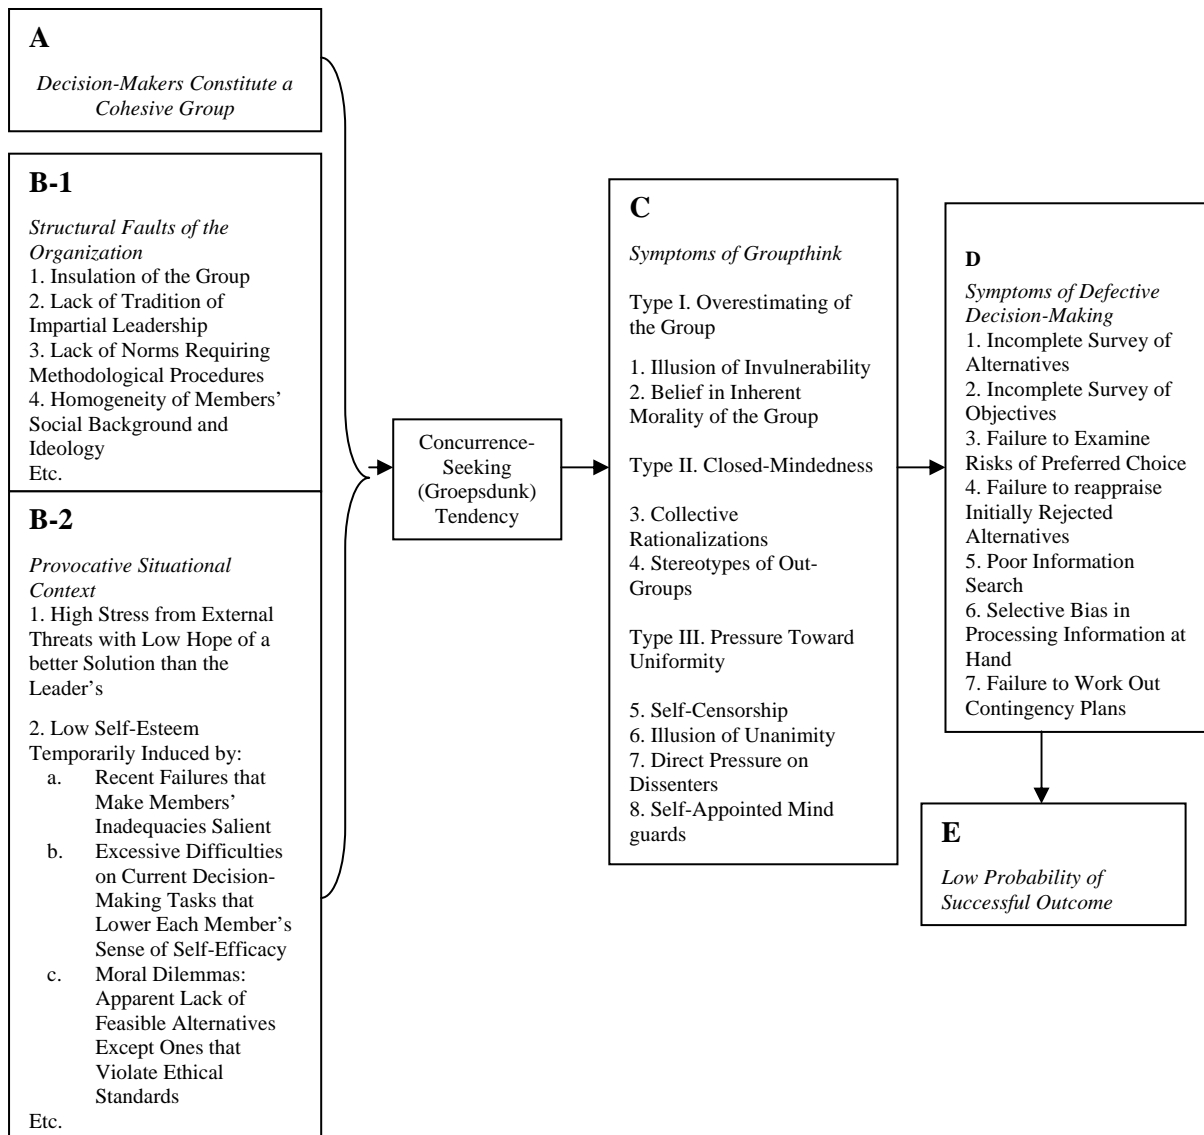 A
Decision-Makers Constitute a
Cohesive Group
B-1
Structural Faults of the
Organization
1. Insulation of the Group
2. Lack of Tradition of
Impartial Leadership
3. Lack of Norms Requiring
Methodological Procedures
4. Homogeneity of Members’
Social Background and
Ideology
Etc.
B-2
Provocative Situational
Context
1. High Stress from External
Threats with Low Hope of a
better Solution than the
Leader’s
2. Low Self-Esteem
Temporarily Induced by:
a. Recent Failures that
Make Members’
Inadequacies Salient
b. Excessive Difficulties
on Current Decision-
Making Tasks that
Lower Each Member’s
Sense of Self-Efficacy
c. Moral Dilemmas:
Apparent Lack of
Feasible Alternatives
Except Ones that
Violate Ethical
Standards
Etc.
Concurrence-
Seeking
(Groepsdunk)
Tendency
C
Symptoms of Groupthink
Type I. Overestimating of
the Group
1. Illusion of Invulnerability
2. Belief in Inherent
Morality of the Group
Type II. Closed-Mindedness
3. Collective
Rationalizations
4. Stereotypes of Out-
Groups
Type III. Pressure Toward
Uniformity
5. Self-Censorship
6. Illusion of Unanimity
7. Direct Pressure on
Dissenters
8. Self-Appointed Mind
guards
D
Symptoms of Defective
Decision-Making
1. Incomplete Survey of
Alternatives
2. Incomplete Survey of
Objectives
3. Failure to Examine
Risks of Preferred Choice
4. Failure to reappraise
Initially Rejected
Alternatives
5. Poor Information
Search
6. Selective Bias in
Processing Information at
Hand
7. Failure to Work Out
Contingency Plans
E
Low Probability of
Successful Outcome